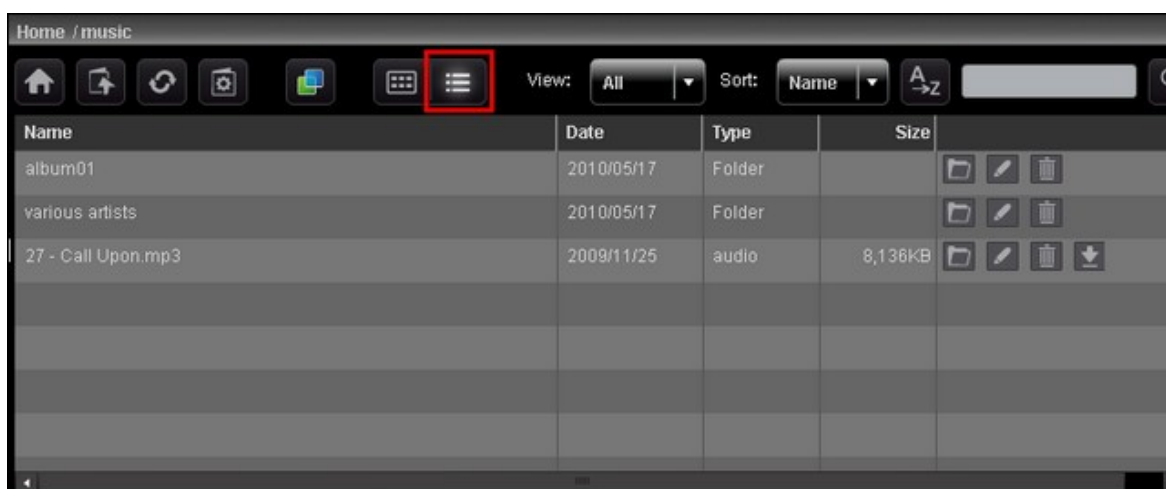 Home / music
View: All Sort: Name A→Z
Name Date Type Size
album01 2010/05/17 Folder
various artists 2010/05/17 Folder
27 - Call Upon.mp3 2009/11/25 audio 8,136KB